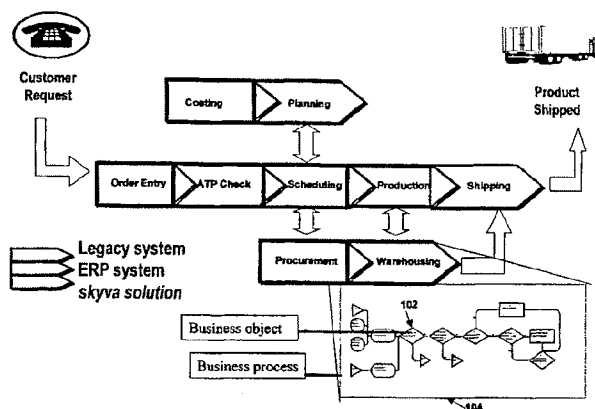 Customer
Request
Product
Shipped
Costing
Planning
Order Entry
ATP Check
Scheduling
Production
Shipping
Procurement
Warehousing
Legacy system
ERP system
skyva solution
102
Business object
Business process
104